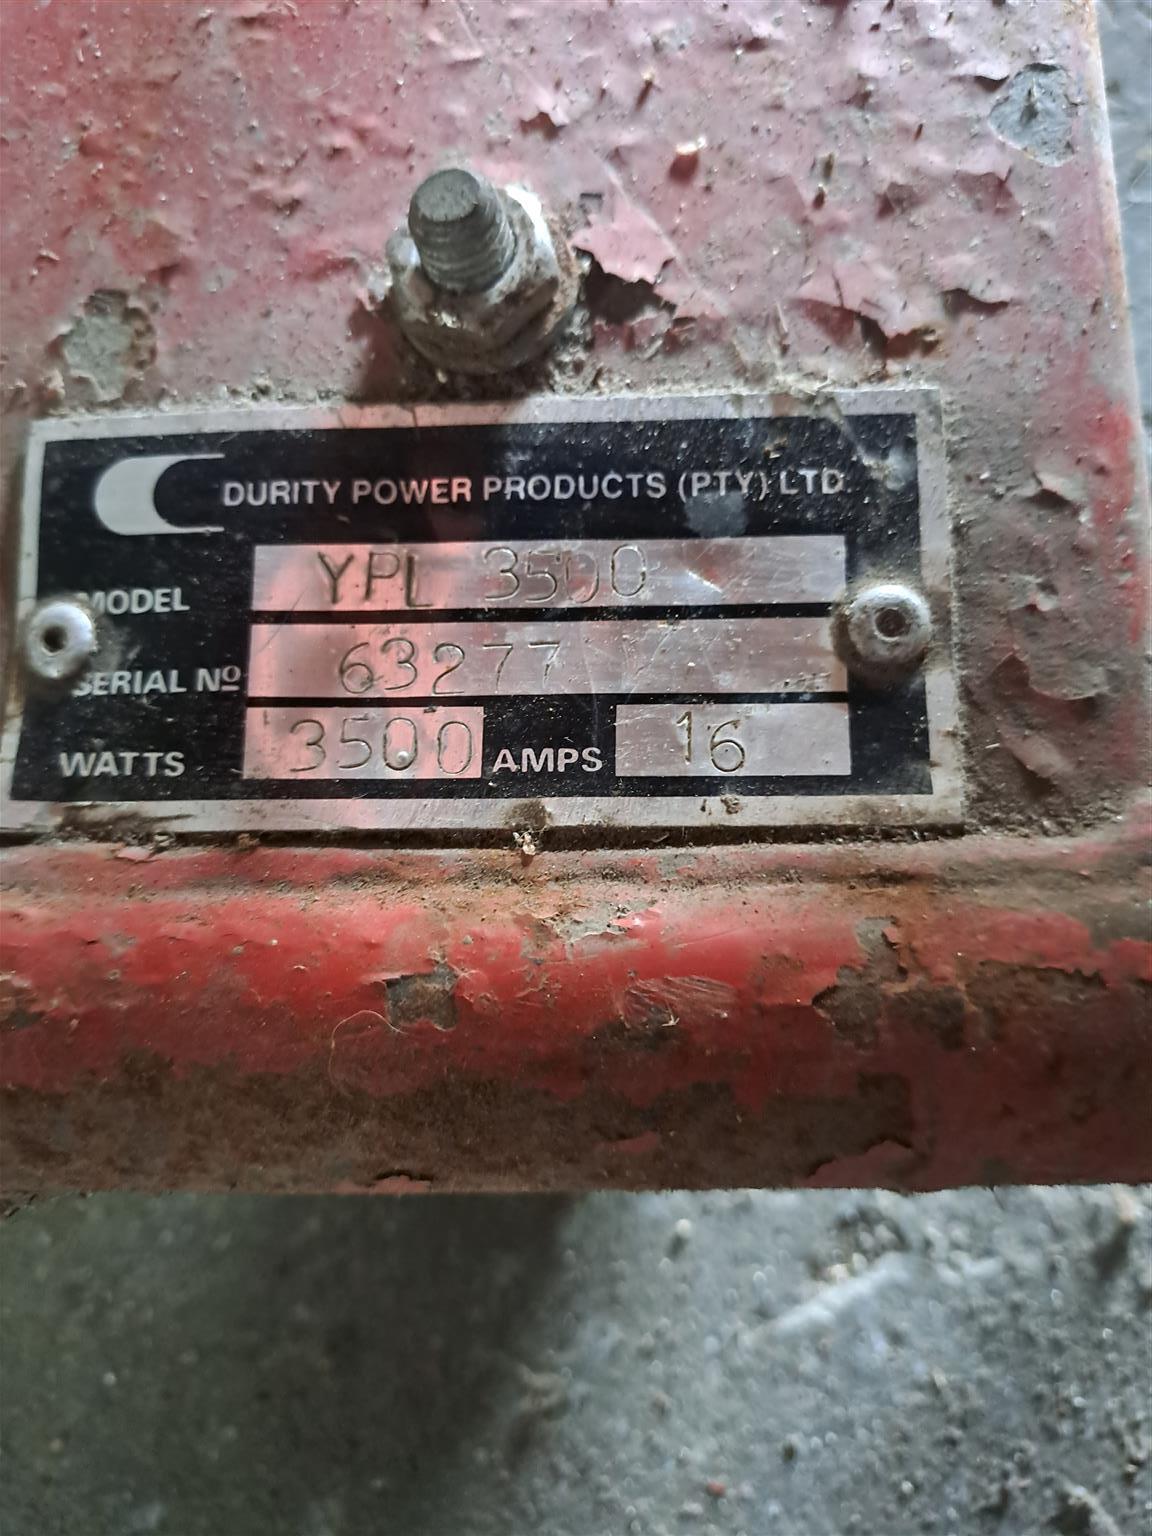 DURITY POWER PRODUCTS (PTY) LTD
MODEL YPL 3500
SERIAL Nº 63277
WATTS 3500 AMPS 16